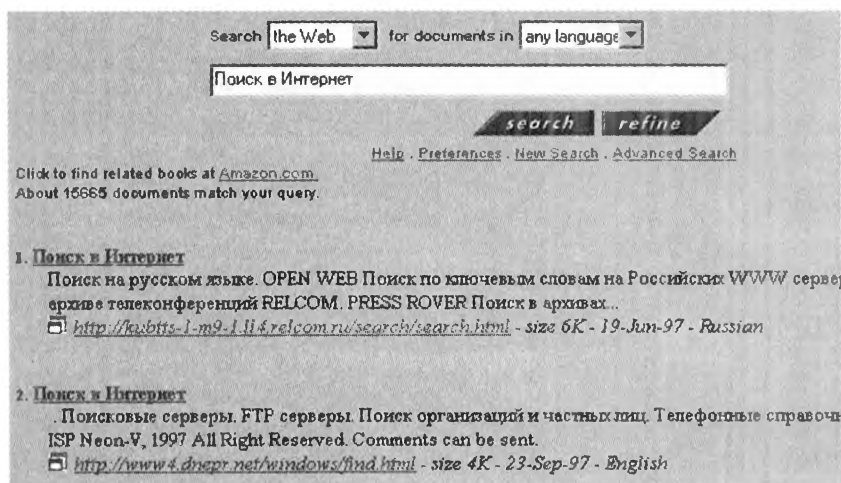 Search the Web for documents in any language
Поиск в Интернет
search refine
Help . Preferences . New Search . Advanced Search
Click to find related books at Amazon.com.
About 15665 documents match your query.
1. Поиск в Интернет
Поиск на русском языке. OPEN WEB Поиск по ключевым словам на Российских WWW сервер
архиве телеконференций RELCOM. PRESS ROVER Поиск в архивах...
http://kubtts-1-m9-1.ll4.relcom.ru/search/search.html - size 6K - 19-Jun-97 - Russian
2. Поиск в Интернет
. Поисковые серверы. FTP серверы. Поиск организаций и частных лиц. Телефонные справочн
ISP Neon-V, 1997 All Right Reserved. Comments can be sent.
http://www4.dnepr.net/windows/find.html - size 4K - 23-Sep-97 - English